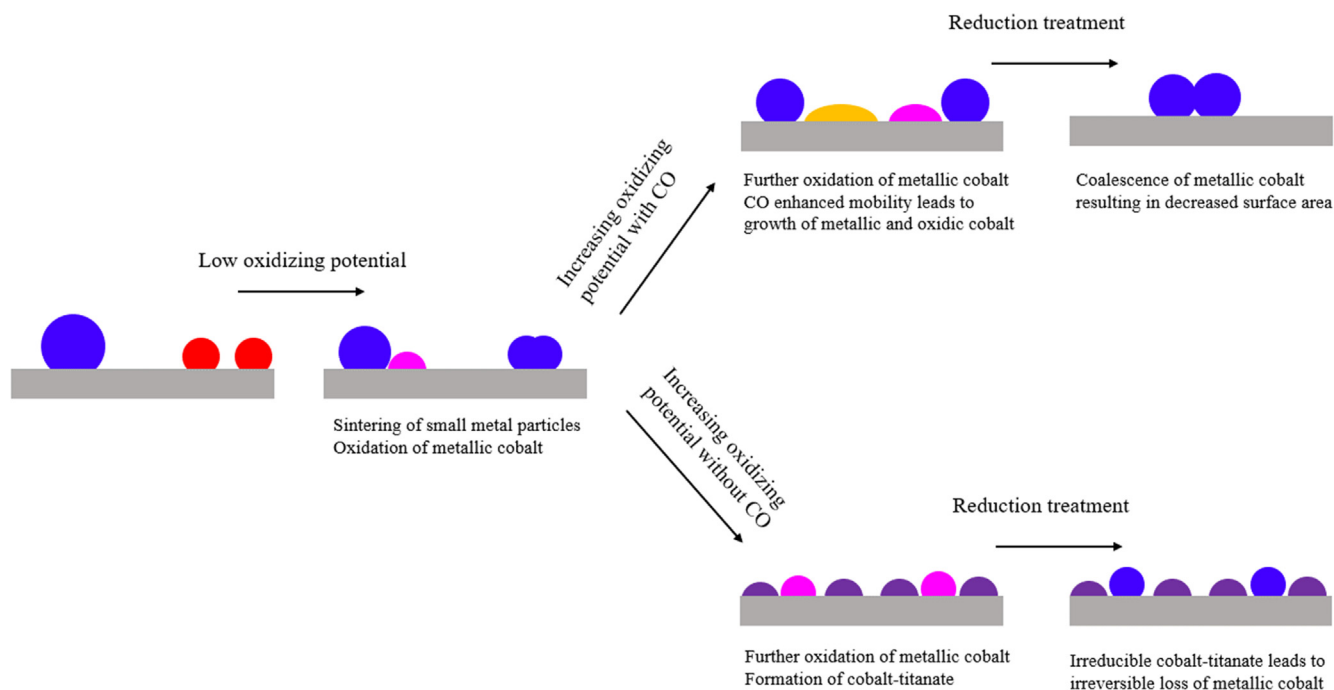 Reduction treatment
Increasing oxidizing
potential with CO
Further oxidation of metallic cobalt
CO enhanced mobility leads to
growth of metallic and oxidic cobalt
Coalescence of metallic cobalt
resulting in decreased surface area
Low oxidizing potential
Sintering of small metal particles
Oxidation of metallic cobalt
Increasing oxidizing
potential without CO
Reduction treatment
Further oxidation of metallic cobalt
Formation of cobalt-titanate
Irreducible cobalt-titanate leads to
irreversible loss of metallic cobalt